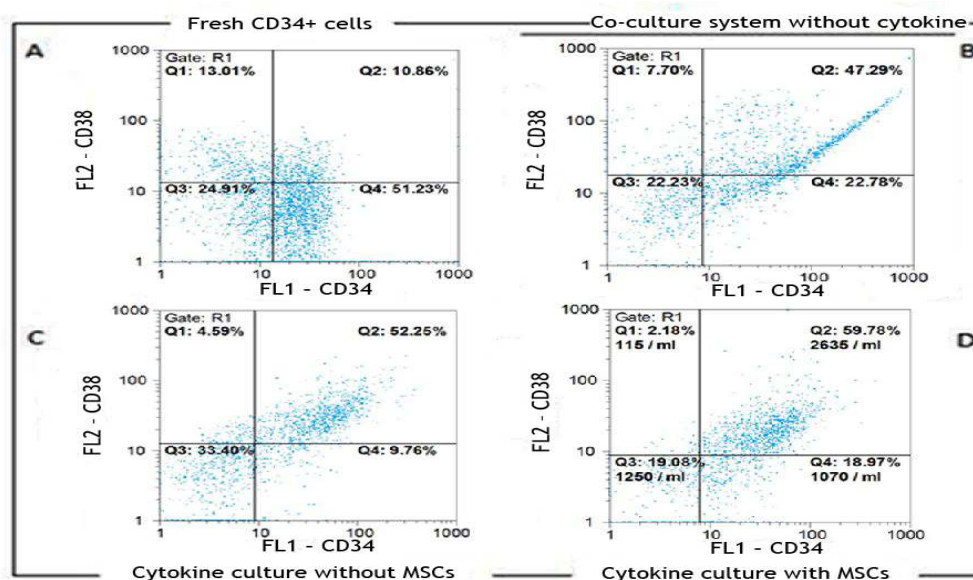 Fresh CD34+ cells
Co-culture system without cytokine
A
1000
Gate: R1
Q1: 13.01%
Q2: 10.86%
100
FL2 - CD38
10
Q3: 24.91%
Q4: 51.23%
1
1
10
100
1000
FL1 - CD34
B
1000
Gate: R1
Q1: 7.70%
Q2: 47.29%
100
FL2 - CD38
10
Q3: 22.23%
Q4: 22.78%
1
1
10
100
1000
FL1 - CD34
C
1000
Gate: R1
Q1: 4.59%
Q2: 52.25%
100
FL2 - CD38
10
Q3: 33.40%
Q4: 9.76%
1
1
10
100
1000
FL1 - CD34
D
1000
Gate: R1
Q1: 2.18%
115 / ml
Q2: 59.78%
2635 / ml
100
FL2 - CD38
10
Q3: 19.08%
1250 / ml
Q4: 18.97%
1070 / ml
1
1
10
100
1000
FL1 - CD34
Cytokine culture without MSCs
Cytokine culture with MSCs